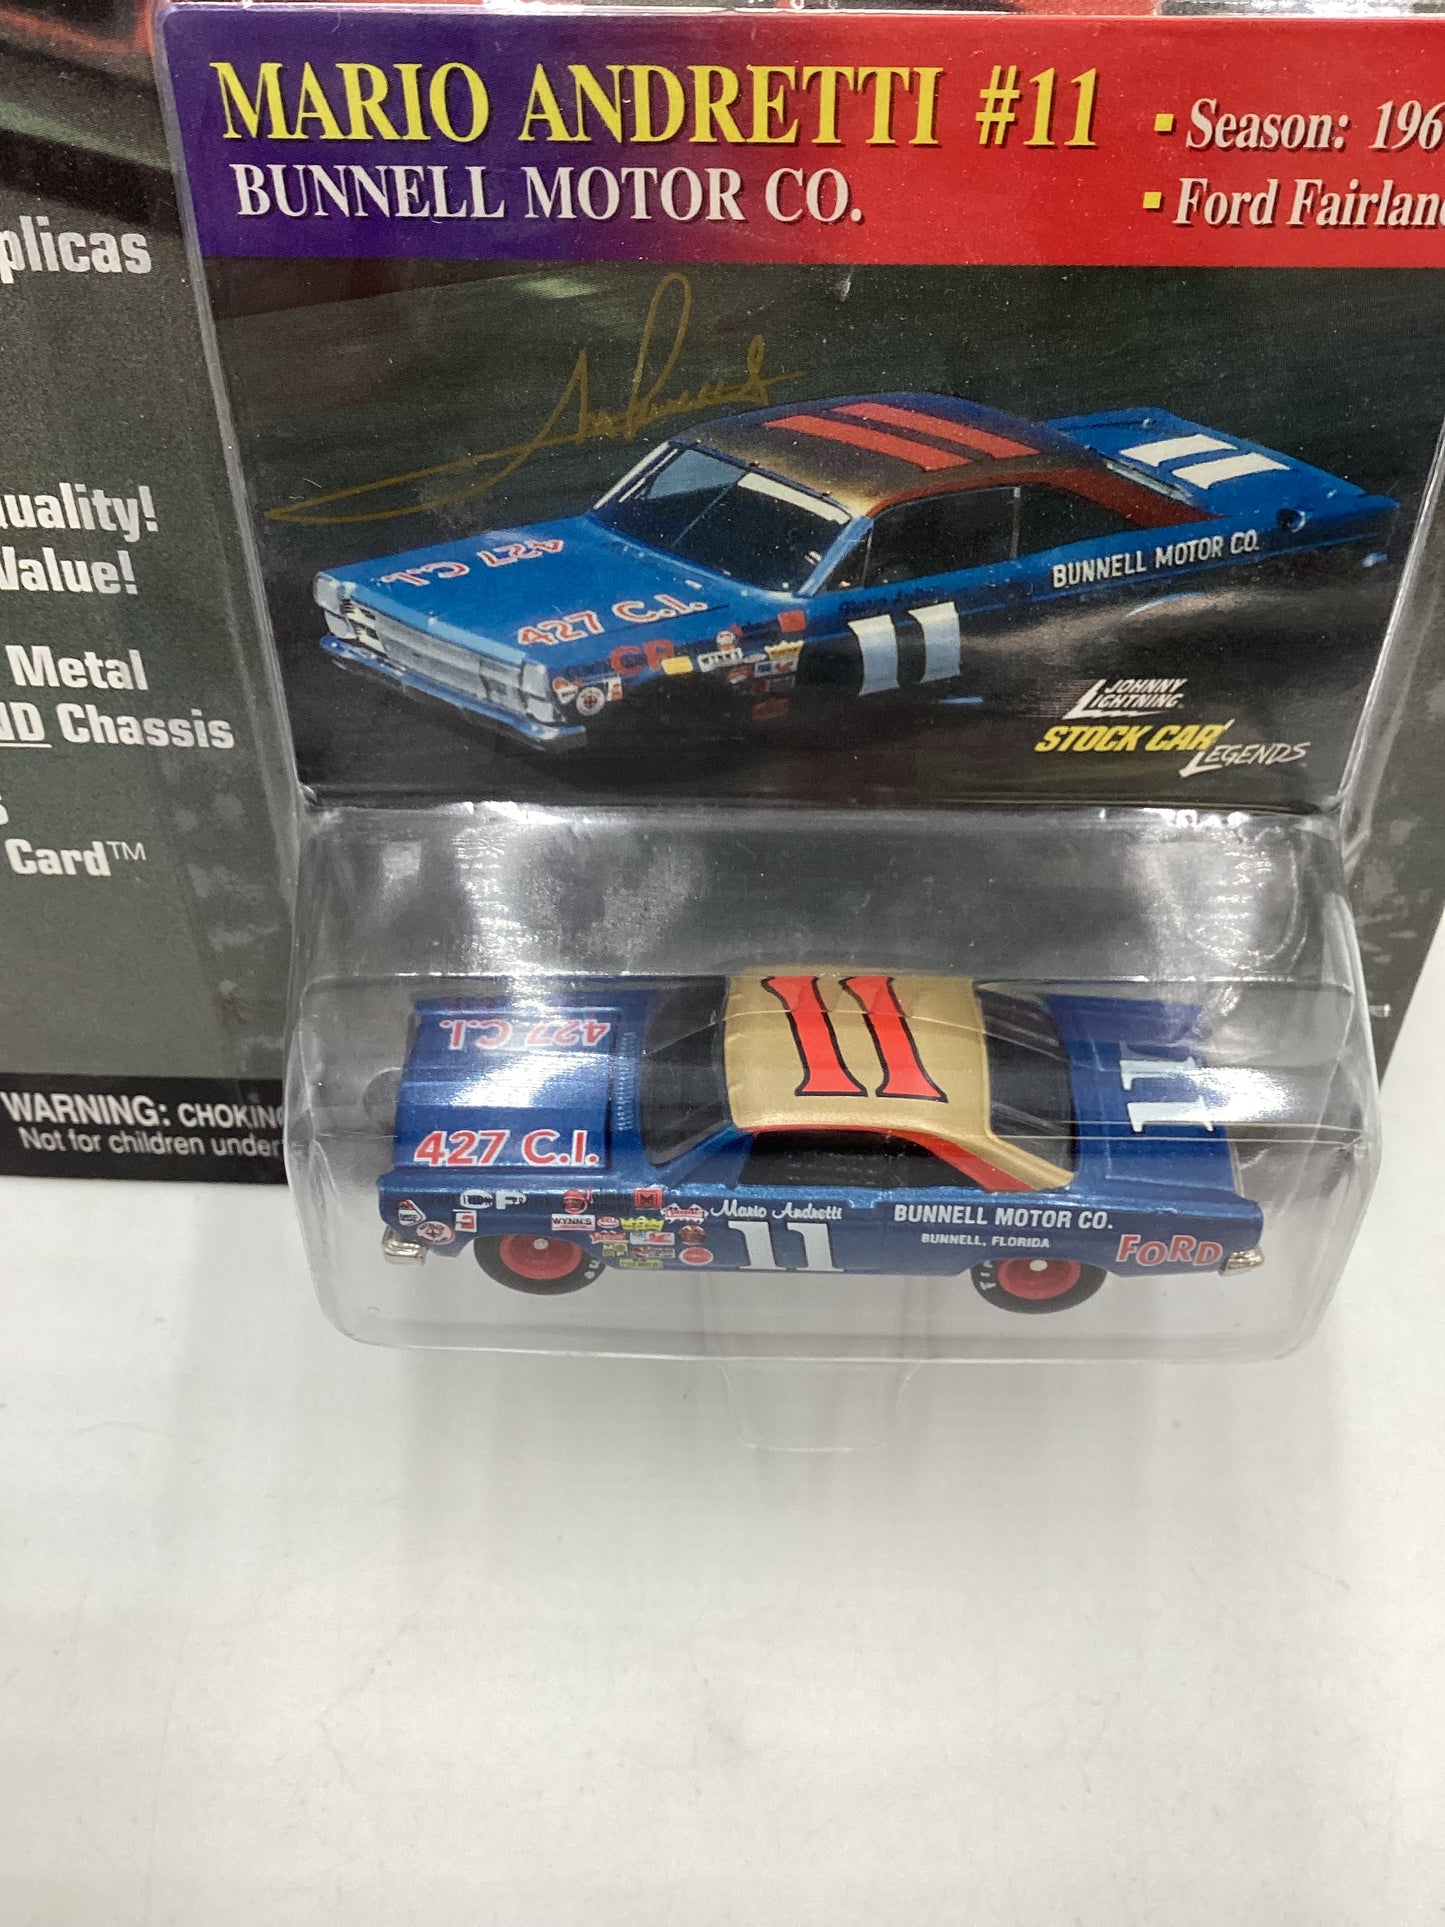 MARIO ANDRETTI #11
BUNNELL MOTOR CO.
▪ Season: 196
▪ Ford Fairlan
plicas
uality!
Value!
Metal
ND Chassis
Card™
WARNING: CHOKING
Not for children under
427 C.I.
427 C.I.
11
BUNNELL MOTOR CO.
JOHNNY
LIGHTNING
STOCK CAR
LEGENDS
11
427 C.I.
427 C.I.
11
Mario Andretti
11
WYNN'S
BUNNELL MOTOR CO.
BUNNELL, FLORIDA
FORD